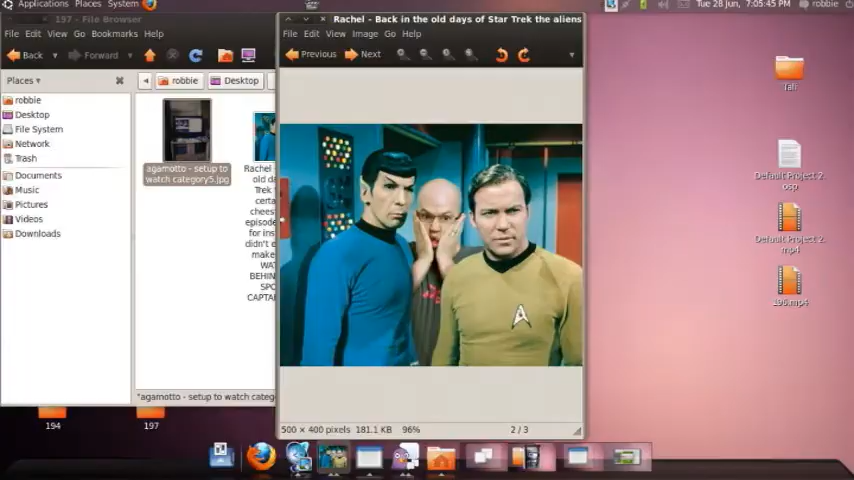 Applications Places System
Tue 28 Jun, 7:05:45 PM robbie
197 - File Browser
File Edit View Go Bookmarks Help
Back Forward
Places
robbie Desktop
robbie
Desktop
File System
Network
Trash
Documents
Music
Pictures
Videos
Downloads
agamotto - setup to
watch category5.jpg
Rachel -
old da
Trek
certa
chees
episode
for ins
didn't e
make
WA
BEHIN
SPO
CAPTA
"agamotto - setup to watch categ
Rachel - Back in the old days of Star Trek the aliens
File Edit View Image Go Help
Previous Next
500 × 400 pixels 181.1 KB 96%
2 / 3
Default Project 2.
osp
Default Project 2.
mp4
196.mp4
194
197